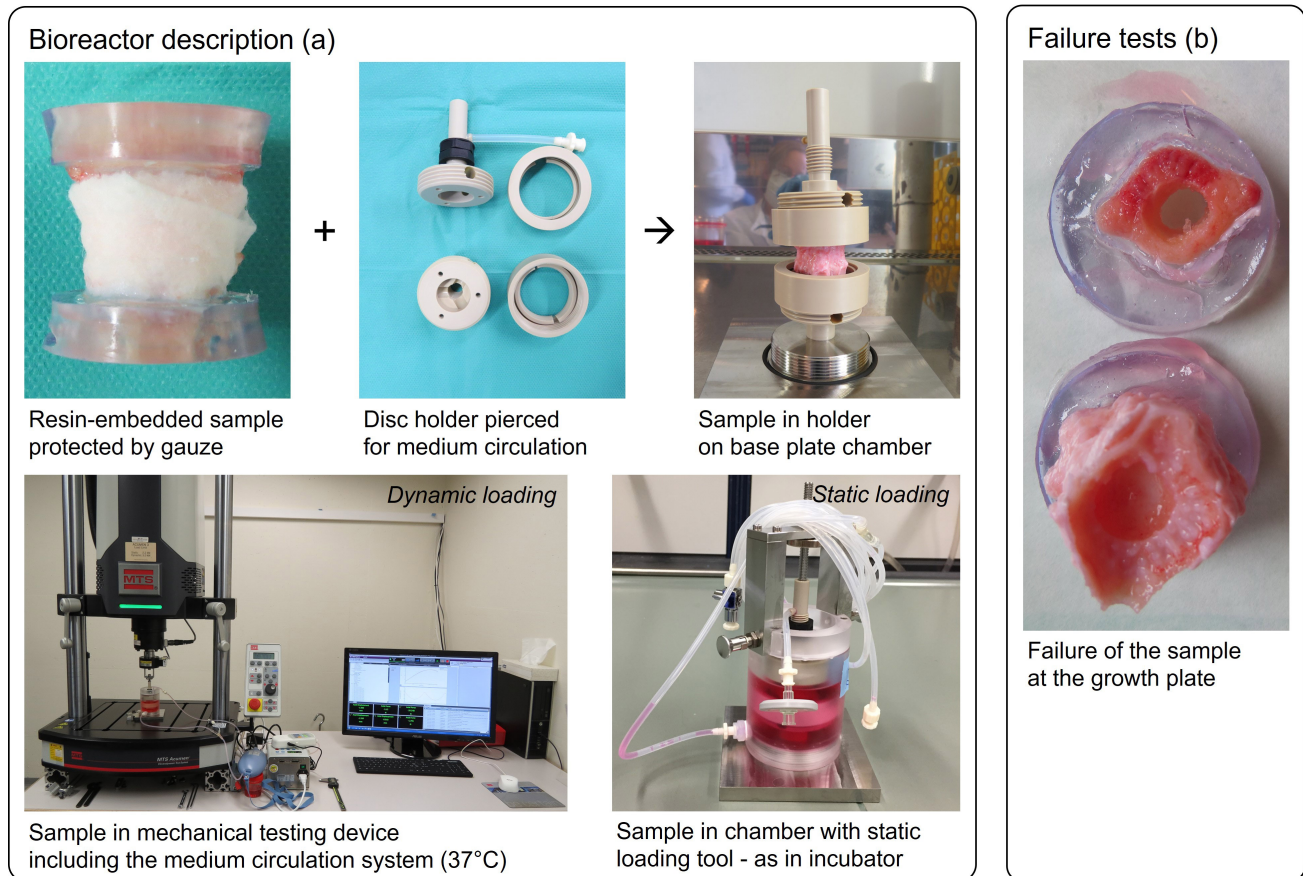 Bioreactor description (a)
+
→
Resin-embedded sample
protected by gauze
Disc holder pierced
for medium circulation
Sample in holder
on base plate chamber
Dynamic loading
MTS
MTS Acumen
Static loading
Sample in mechanical testing device
including the medium circulation system (37°C)
Sample in chamber with static
loading tool - as in incubator
Failure tests (b)
Failure of the sample
at the growth plate